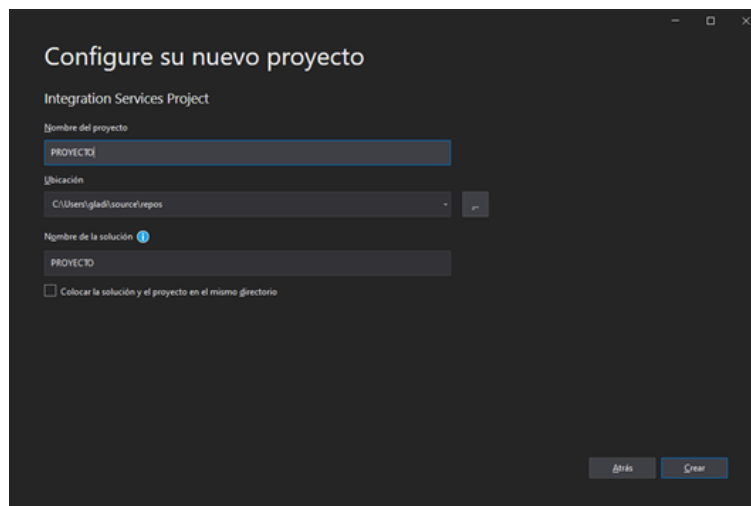 Configure su nuevo proyecto
Integration Services Project
Nombre del proyecto
PROYECTO
Ubicación
C:\Users\gladi\source\repos
Nombre de la solución
PROYECTO
Colocar la solución y el proyecto en el mismo directorio
Atrás
Crear